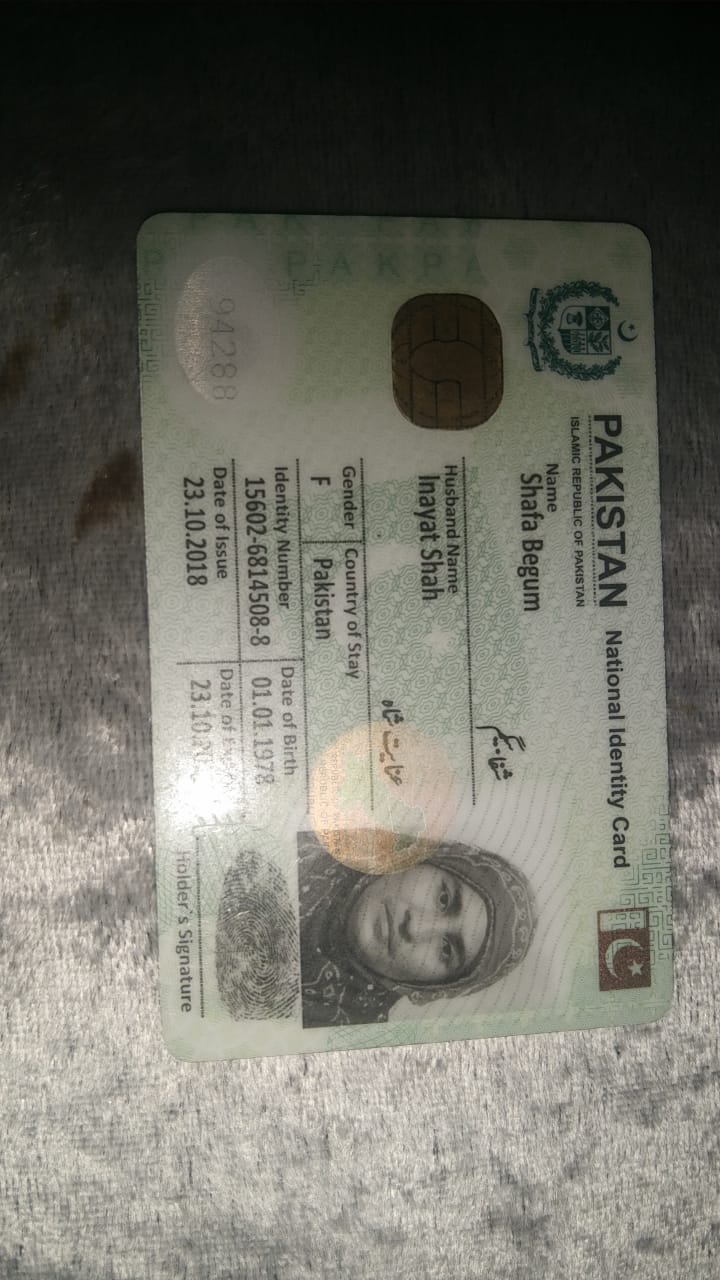 PAKISTAN National Identity Card
ISLAMIC REPUBLIC OF PAKISTAN
Name
Shafa Begum
شفا بیگم
Husband Name
Inayat Shah
عنایت شاہ
Gender Country of Stay
F Pakistan
Identity Number Date of Birth
15602-6814508-8 01.01.1978
Date of Issue Date of
23.10.2018 23.10.
Holder's Signature
94288
PAKPA